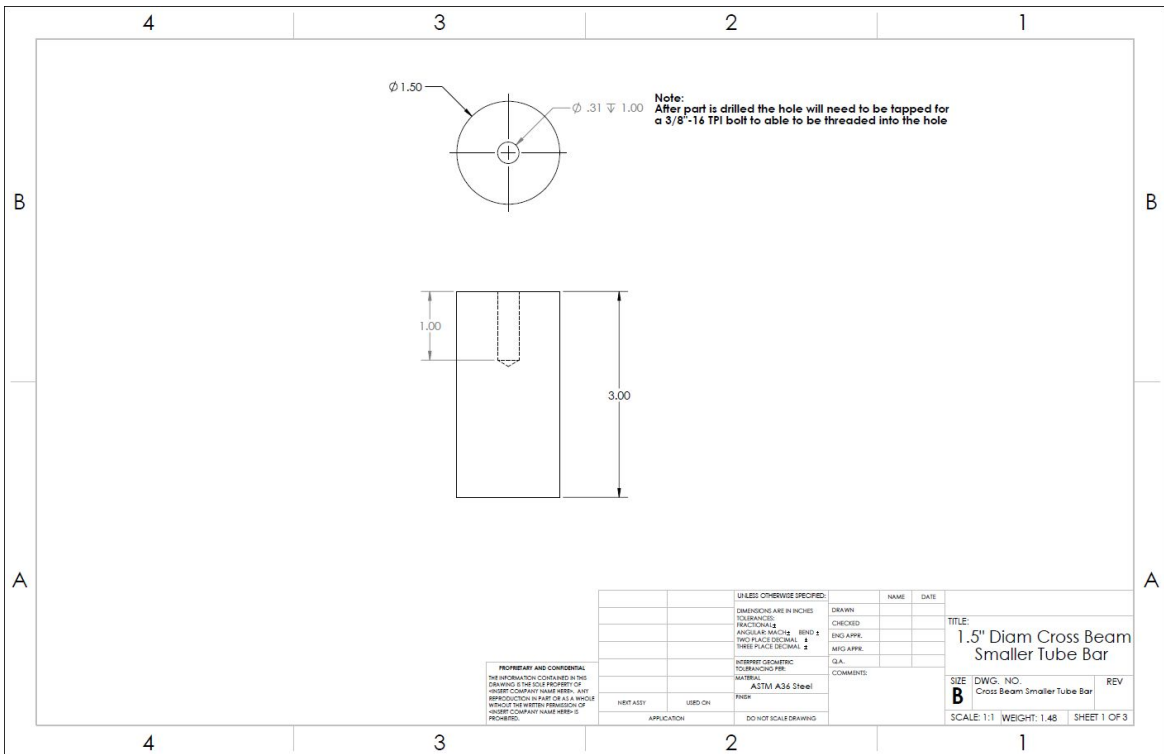 4 3 2 1
Ø 1.50
Ø .31 ↧ 1.00
Note:
After part is drilled the hole will need to be tapped for
a 3/8"-16 TPI bolt to able to be threaded into the hole
B B
1.00
3.00
A A
UNLESS OTHERWISE SPECIFIED:
DIMENSIONS ARE IN INCHES
TOLERANCES:
FRACTIONAL±
ANGULAR: MACH± BEND ±
TWO PLACE DECIMAL ±
THREE PLACE DECIMAL ±
INTERPRET GEOMETRIC
TOLERANCING PER:
MATERIAL
ASTM A36 Steel
FINISH
DO NOT SCALE DRAWING
NAME DATE
DRAWN
CHECKED
ENG APPR.
MFG APPR.
Q.A.
COMMENTS:
PROPRIETARY AND CONFIDENTIAL
THE INFORMATION CONTAINED IN THIS
DRAWING IS THE SOLE PROPERTY OF
<INSERT COMPANY NAME HERE>. ANY
REPRODUCTION IN PART OR AS A WHOLE
WITHOUT THE WRITTEN PERMISSION OF
<INSERT COMPANY NAME HERE> IS
PROHIBITED.
NEXT ASSY USED ON
APPLICATION
TITLE:
1.5" Diam Cross Beam
Smaller Tube Bar
SIZE DWG. NO. REV
B Cross Beam Smaller Tube Bar
SCALE: 1:1 WEIGHT: 1.48 SHEET 1 OF 3
4 3 2 1